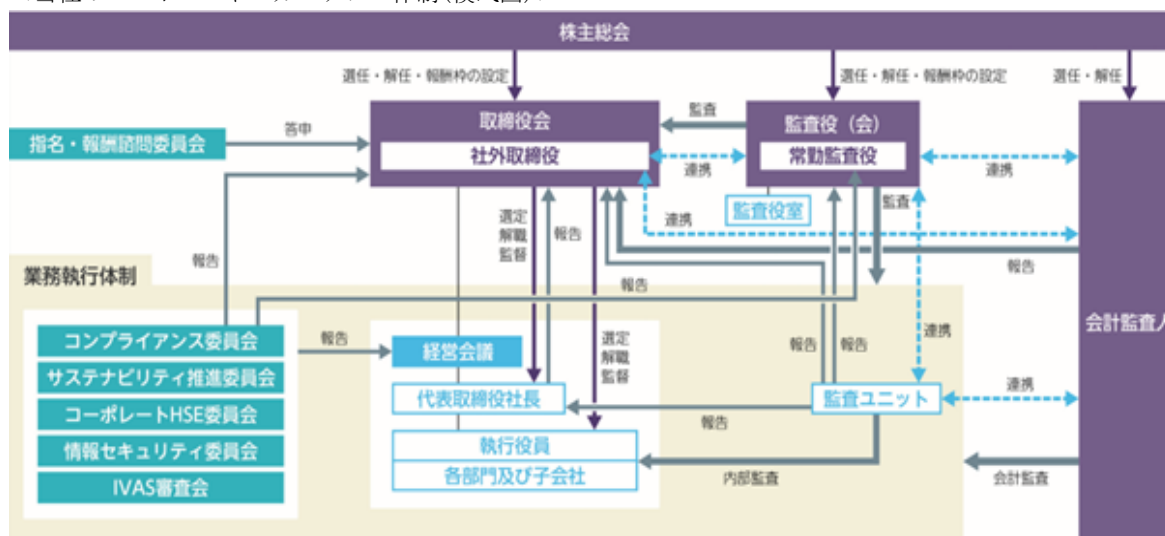 株主総会
選任・解任・報酬枠の設定
選任・解任・報酬枠の設定
選任・解任
取締役会
社外取締役
監査
監査役（会）
常勤監査役
指名・報酬諮問委員会
答申
連携
連携
監査役室
監査
連携
選定
解職
監督
報告
報告
報告
業務執行体制
報告
会計監査人
コンプライアンス委員会
サステナビリティ推進委員会
コーポレートHSE委員会
情報セキュリティ委員会
IVAS審査会
報告
経営会議
選定
解職
監督
報告
報告
連携
代表取締役社長
監査ユニット
連携
報告
執行役員
各部門及び子会社
内部監査
会計監査